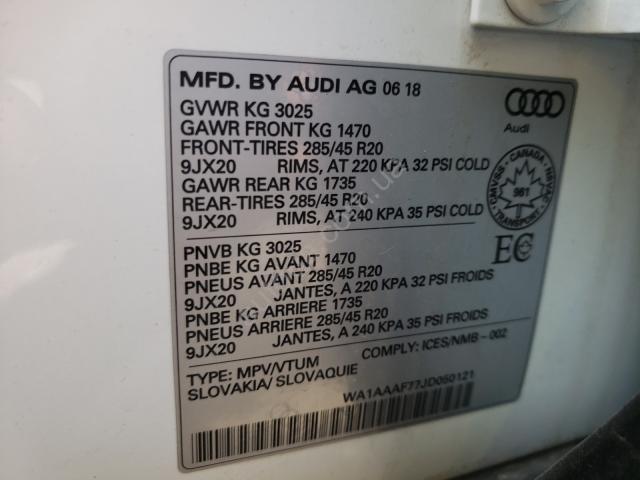 MFD. BY AUDI AG 06 18
GVWR KG 3025
GAWR FRONT KG 1470
FRONT-TIRES 285/45 R20
9JX20 RIMS, AT 220 KPA 32 PSI COLD
GAWR REAR KG 1735
REAR-TIRES 285/45 R20
9JX20 RIMS, AT 240 KPA 35 PSI COLD
Audi
CMVSS - CANADA - NSVAC
961
EC
PNVB KG 3025
PNBE KG AVANT 1470
PNEUS AVANT 285/45 R20
9JX20 JANTES, A 220 KPA 32 PSI FROIDS
PNBE KG ARRIERE 1735
PNEUS ARRIERE 285/45 R20
9JX20 JANTES, A 240 KPA 35 PSI FROIDS
TYPE: MPV/VTUM COMPLY: ICES/NMB-002
SLOVAKIA/ SLOVAQUIE
WA1AAAF77JD050121